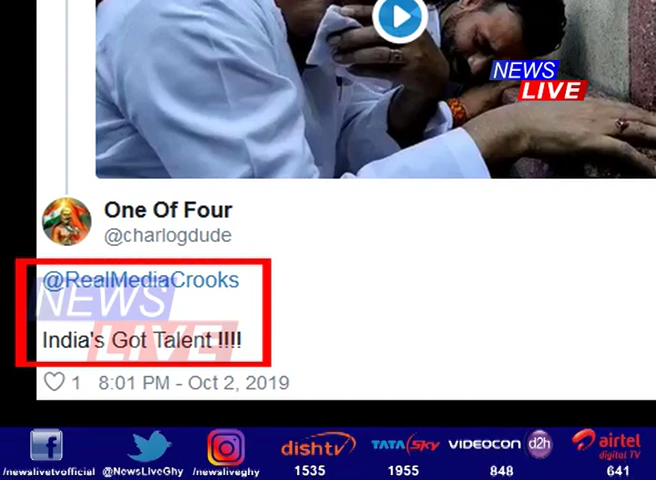 NEWS
LIVE
One Of Four
@charlogdude
@RealMediaCrooks
NEWS
LIVE
India's Got Talent !!!!
1 8:01 PM - Oct 2, 2019
dishtv TATA Sky VIDEOCON d2h airtel
digital TV
/newslivetvofficial @NewsLiveGhy /newsliveghy 1535 1955 848 641